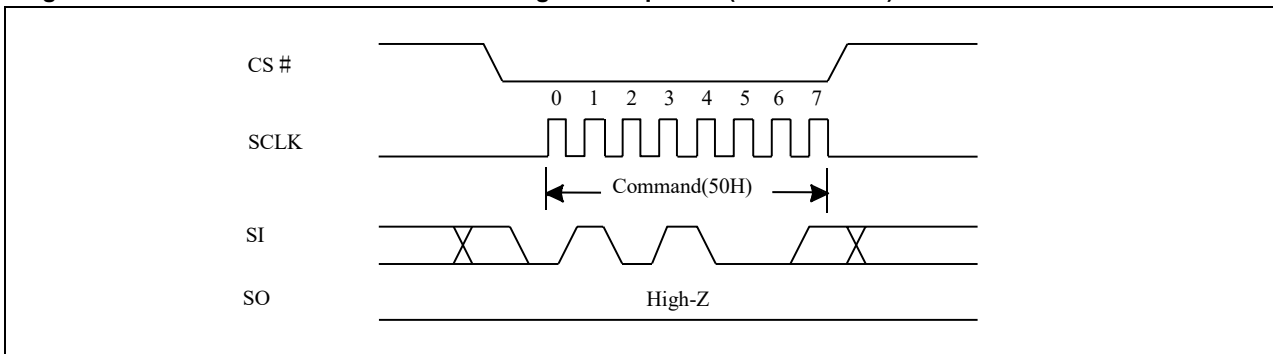 CS #
0 1 2 3 4 5 6 7
SCLK
Command(50H)
SI
SO
High-Z